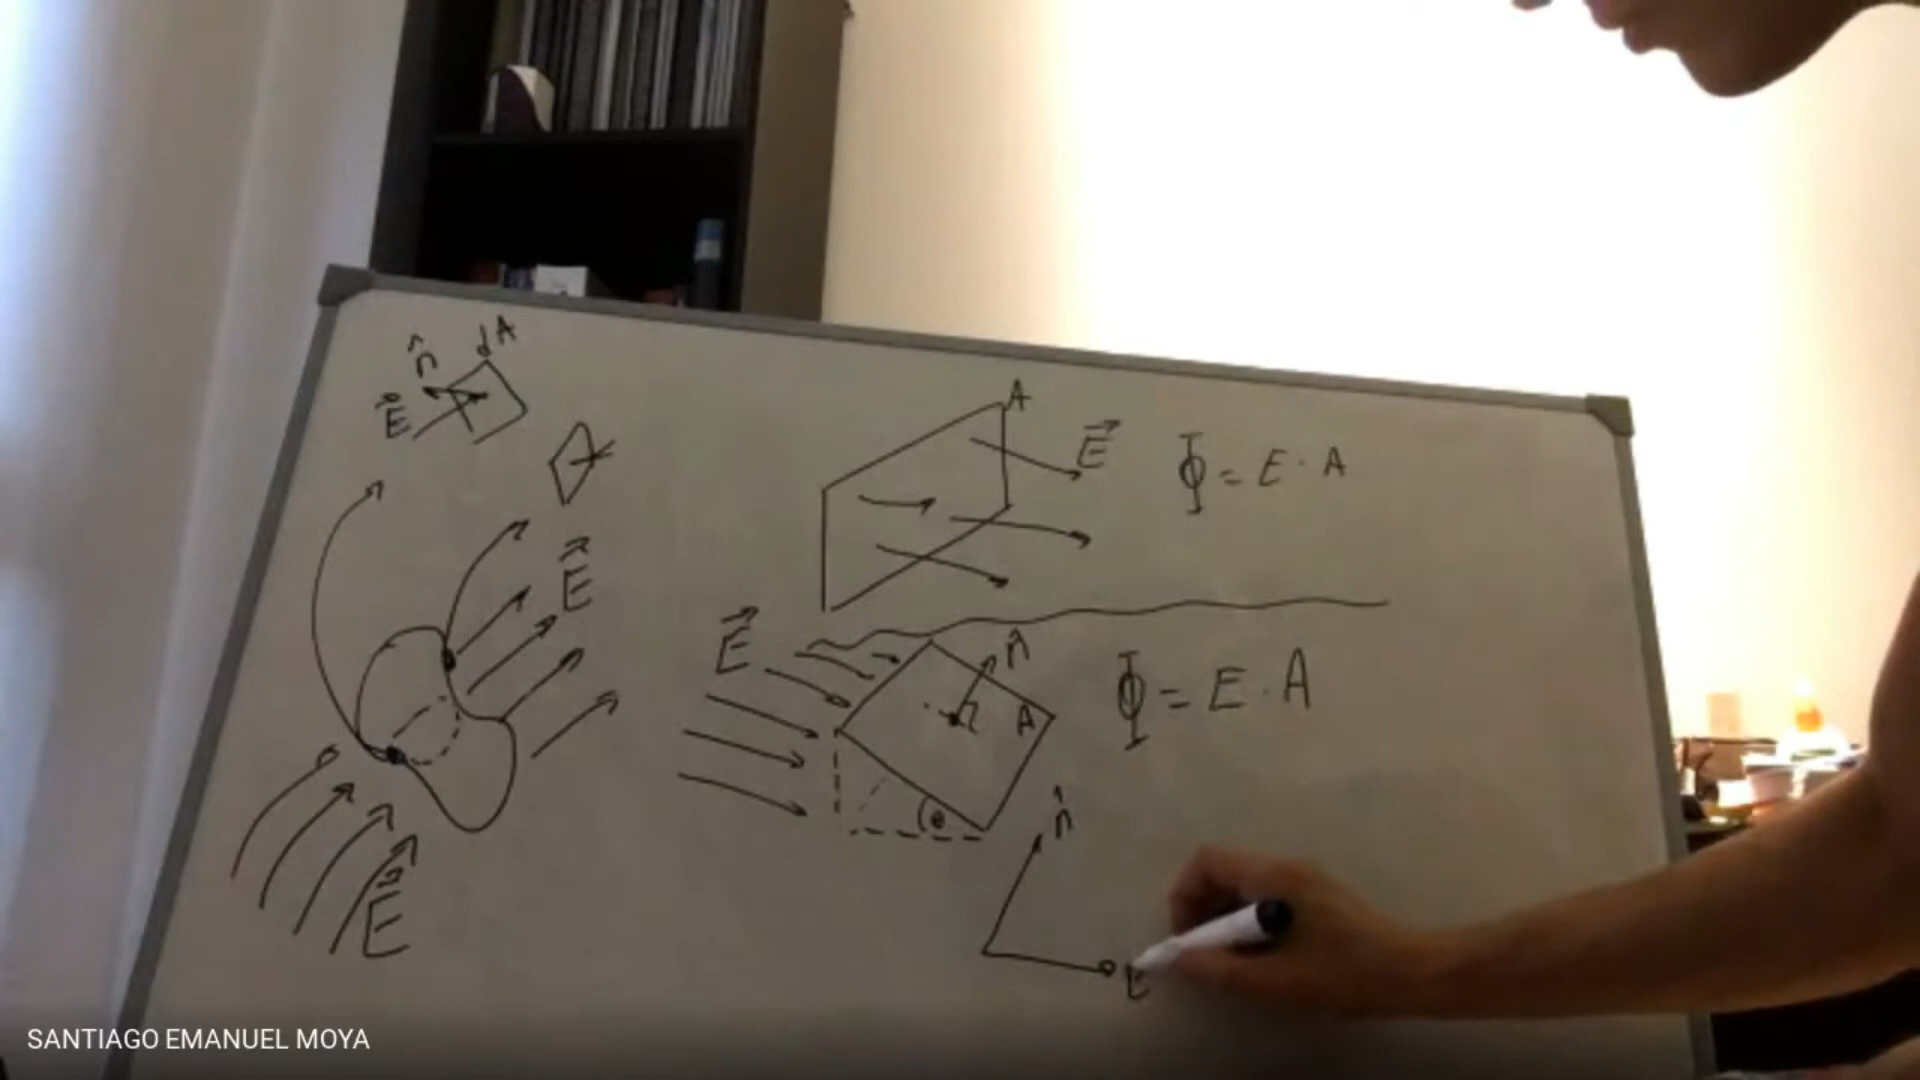 n̂ dA
E⃗
E⃗
E⃗
A
E⃗
Φ = E · A
E⃗
n̂
A
Φ = E · A
θ
n̂
E
SANTIAGO EMANUEL MOYA